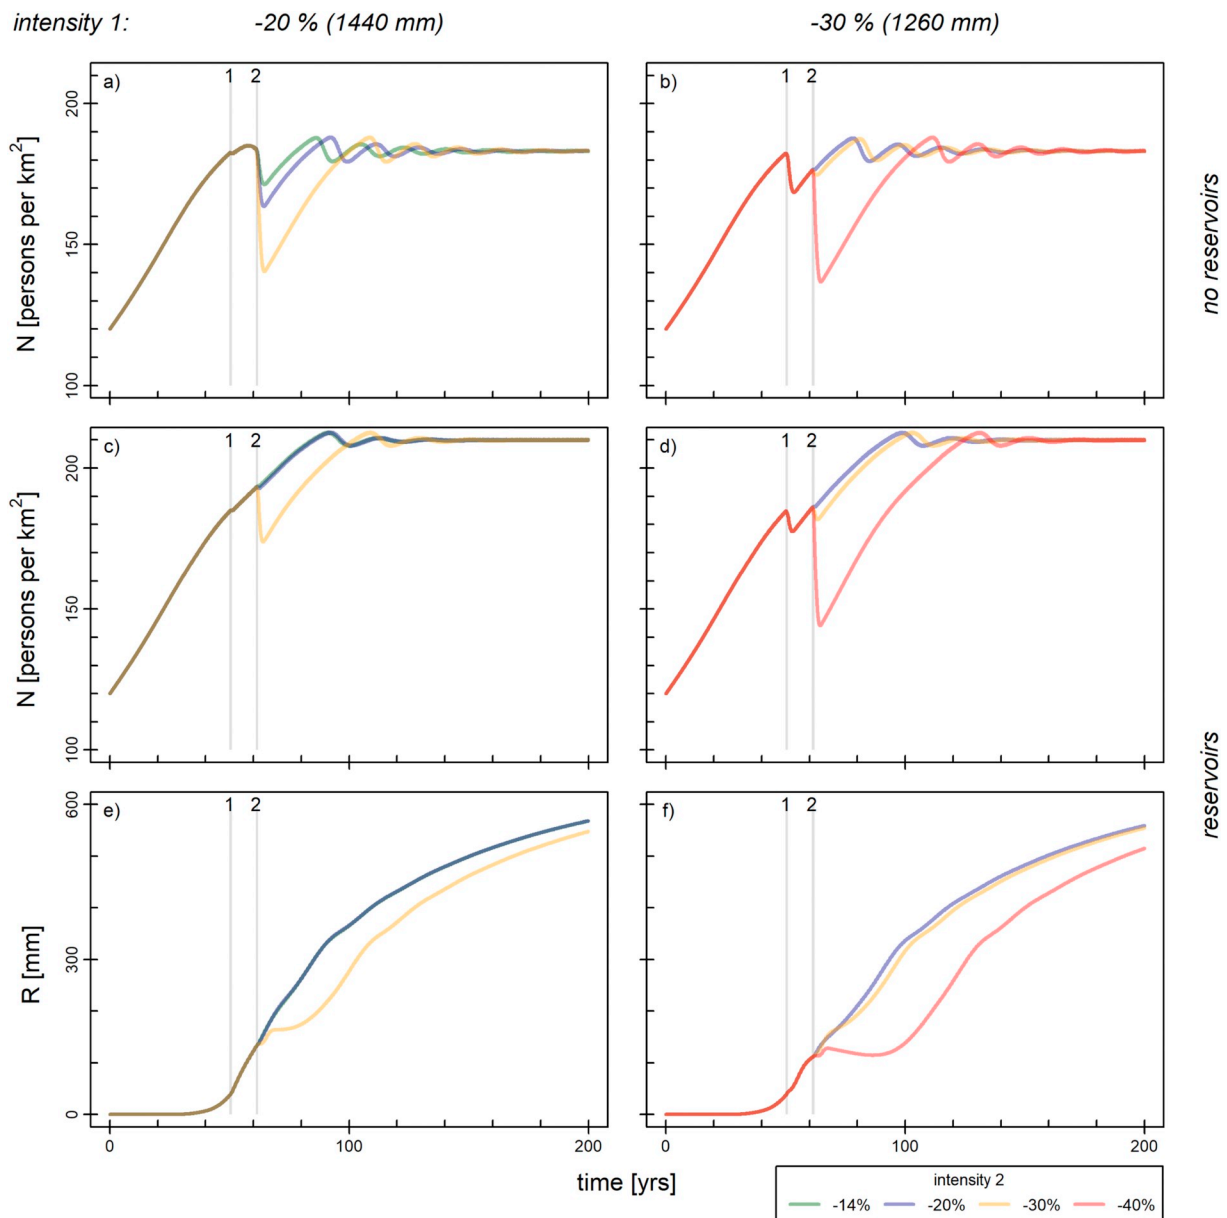 intensity 1: -20 % (1440 mm) -30 % (1260 mm)
a) 1 2
b) 1 2
200
150
100
N [persons per km2]
no reservoirs
c) 1 2
d) 1 2
200
150
100
N [persons per km2]
reservoirs
e) 1 2
f) 1 2
600
300
0
R [mm]
0 100 200
0 100 200
time [yrs]
intensity 2
-14% -20% -30% -40%